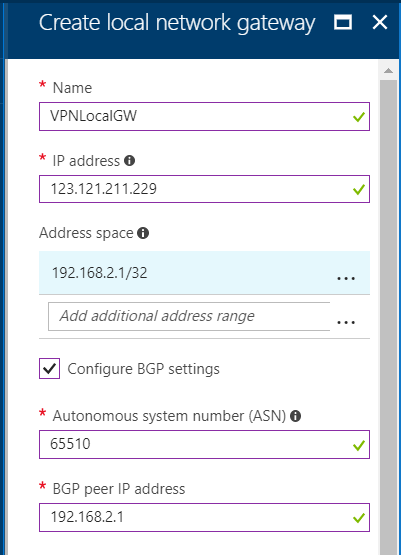 Create local network gateway
* Name
VPNLocalGW
* IP address
123.121.211.229
Address space
192.168.2.1/32 ...
Add additional address range ...
Configure BGP settings
* Autonomous system number (ASN)
65510
* BGP peer IP address
192.168.2.1